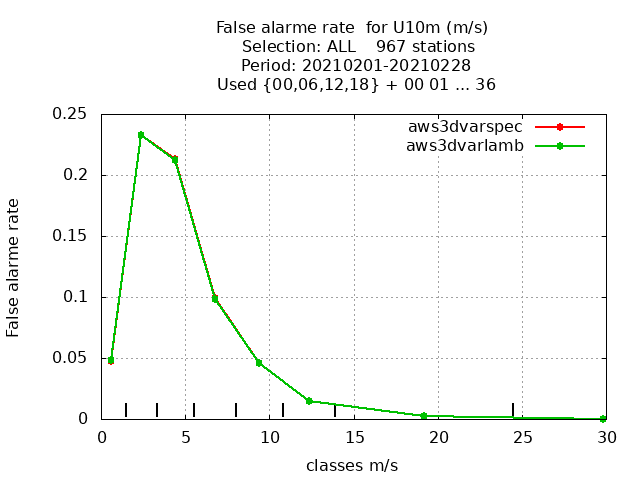 False alarme rate  for U10m (m/s)
Selection: ALL    967 stations
Period: 20210201-20210228
Used {00,06,12,18} + 00 01 ... 36
0.25
0.2
0.15
0.1
0.05
0
False alarme rate
aws3dvarspec
aws3dvarlamb
0 5 10 15 20 25 30
classes m/s